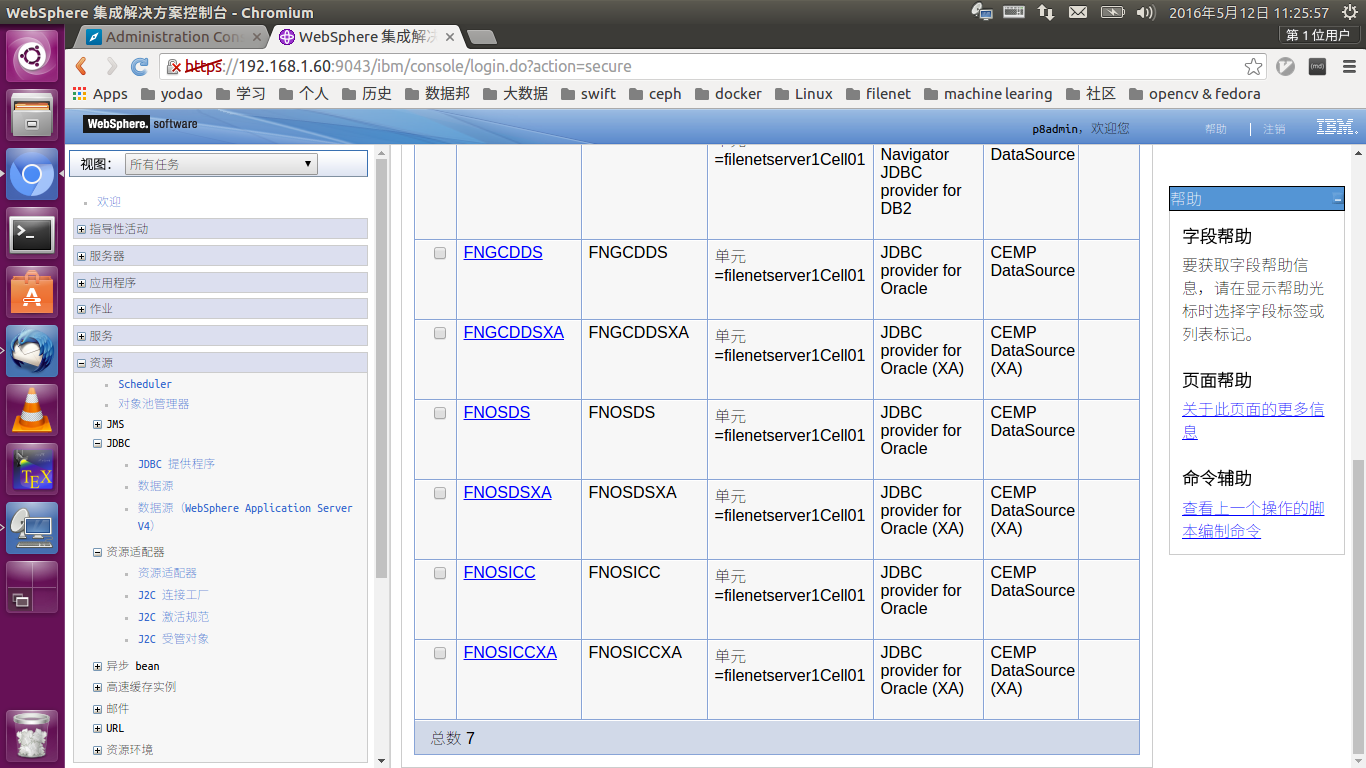 WebSphere 集成解决方案控制台 - Chromium
2016年5月12日 11:25:57
Administration Con
WebSphere 集成解决
第 1 位用户
https://192.168.1.60:9043/ibm/console/login.do?action=secure
Apps yodao 学习 个人 历史 数据邦 大数据 swift ceph docker Linux filenet machine learing 社区 opencv & fedora
WebSphere. software
p8admin，欢迎您
帮助
注销
IBM.
视图：
所有任务
欢迎
指导性活动
服务器
应用程序
作业
服务
资源
Scheduler
对象池管理器
JMS
JDBC
JDBC 提供程序
数据源
数据源（WebSphere Application Server
V4）
资源适配器
资源适配器
J2C 连接工厂
J2C 激活规范
J2C 受管对象
异步 bean
高速缓存实例
邮件
URL
资源环境
=filenetserver1Cell01
Navigator
JDBC
provider for
DB2
DataSource
FNGCDDS
FNGCDDS
单元
=filenetserver1Cell01
JDBC
provider for
Oracle
CEMP
DataSource
FNGCDDSXA
FNGCDDSXA
单元
=filenetserver1Cell01
JDBC
provider for
Oracle (XA)
CEMP
DataSource
(XA)
FNOSDS
FNOSDS
单元
=filenetserver1Cell01
JDBC
provider for
Oracle
CEMP
DataSource
FNOSDSXA
FNOSDSXA
单元
=filenetserver1Cell01
JDBC
provider for
Oracle (XA)
CEMP
DataSource
(XA)
FNOSICC
FNOSICC
单元
=filenetserver1Cell01
JDBC
provider for
Oracle
CEMP
DataSource
FNOSICCXA
FNOSICCXA
单元
=filenetserver1Cell01
JDBC
provider for
Oracle (XA)
CEMP
DataSource
(XA)
总数 7
帮助
字段帮助
要获取字段帮助信
息，请在显示帮助光
标时选择字段标签或
列表标记。
页面帮助
关于此页面的更多信
息
命令辅助
查看上一个操作的脚
本编制命令